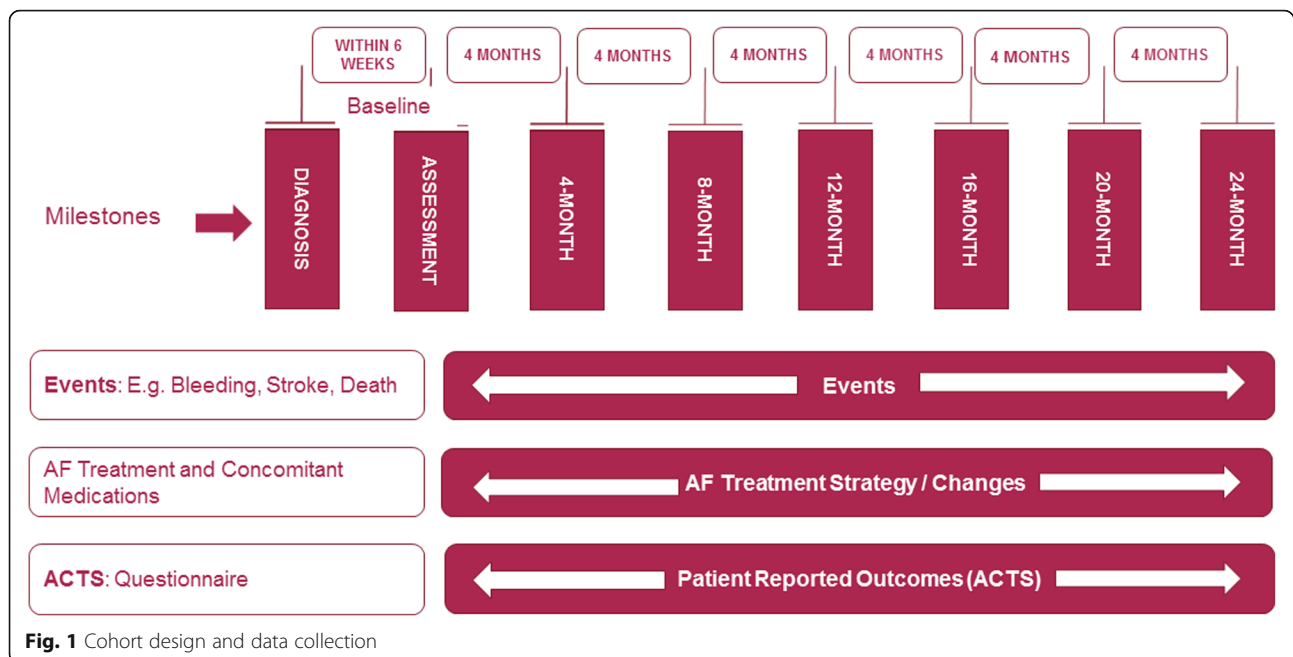 WITHIN 6
WEEKS
4 MONTHS
4 MONTHS
4 MONTHS
4 MONTHS
4 MONTHS
4 MONTHS
Baseline
Milestones
DIAGNOSIS
ASSESSMENT
4-MONTH
8-MONTH
12-MONTH
16-MONTH
20-MONTH
24-MONTH
Events: E.g. Bleeding, Stroke, Death
Events
AF Treatment and Concomitant
Medications
AF Treatment Strategy / Changes
ACTS: Questionnaire
Patient Reported Outcomes (ACTS)
Fig. 1 Cohort design and data collection